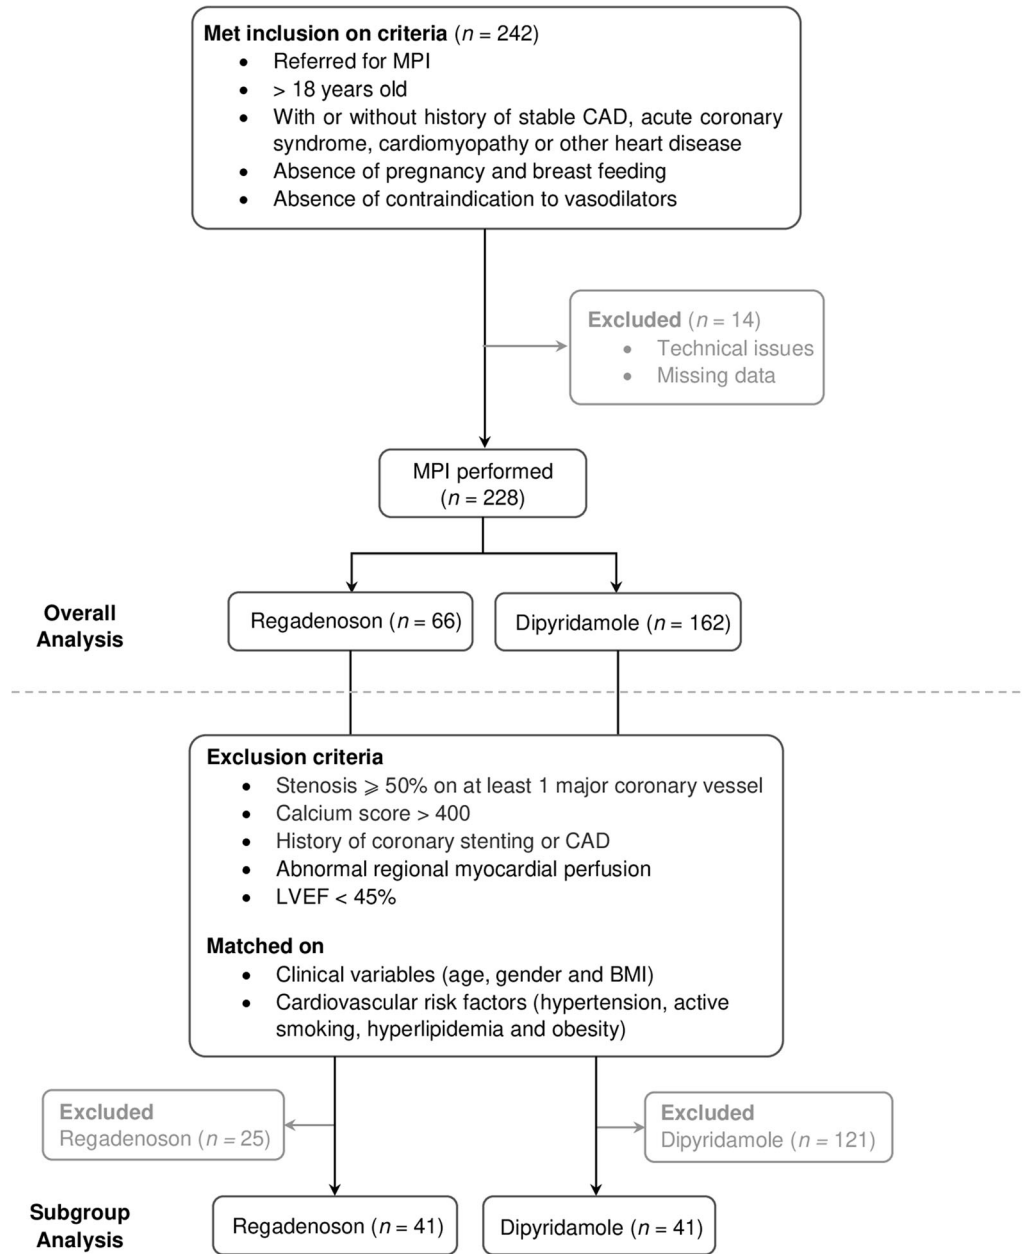 Met inclusion on criteria (n = 242)
• Referred for MPI
• > 18 years old
• With or without history of stable CAD, acute coronary
syndrome, cardiomyopathy or other heart disease
• Absence of pregnancy and breast feeding
• Absence of contraindication to vasodilators
Excluded (n = 14)
• Technical issues
• Missing data
MPI performed
(n = 228)
Overall
Analysis
Regadenoson (n = 66)
Dipyridamole (n = 162)
Exclusion criteria
• Stenosis ⩾ 50% on at least 1 major coronary vessel
• Calcium score > 400
• History of coronary stenting or CAD
• Abnormal regional myocardial perfusion
• LVEF < 45%
Matched on
• Clinical variables (age, gender and BMI)
• Cardiovascular risk factors (hypertension, active
smoking, hyperlipidemia and obesity)
Excluded
Regadenoson (n = 25)
Excluded
Dipyridamole (n = 121)
Subgroup
Analysis
Regadenoson (n = 41)
Dipyridamole (n = 41)